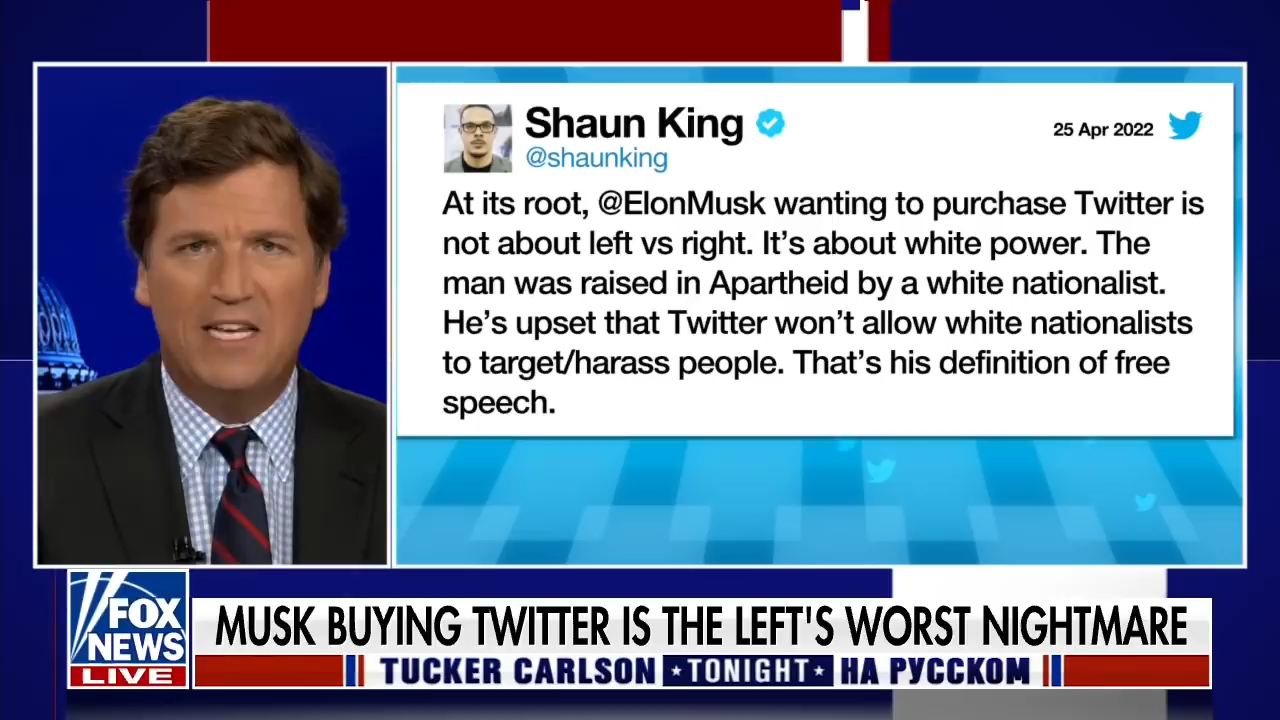 Shaun King
25 Apr 2022
@shaunking
At its root, @ElonMusk wanting to purchase Twitter is
not about left vs right. It's about white power. The
man was raised in Apartheid by a white nationalist.
He's upset that Twitter won't allow white nationalists
to target/harass people. That's his definition of free
speech.
FOX
NEWS
LIVE
MUSK BUYING TWITTER IS THE LEFT'S WORST NIGHTMARE
TUCKER CARLSON ★TONIGHT★ НА РУССКОМ